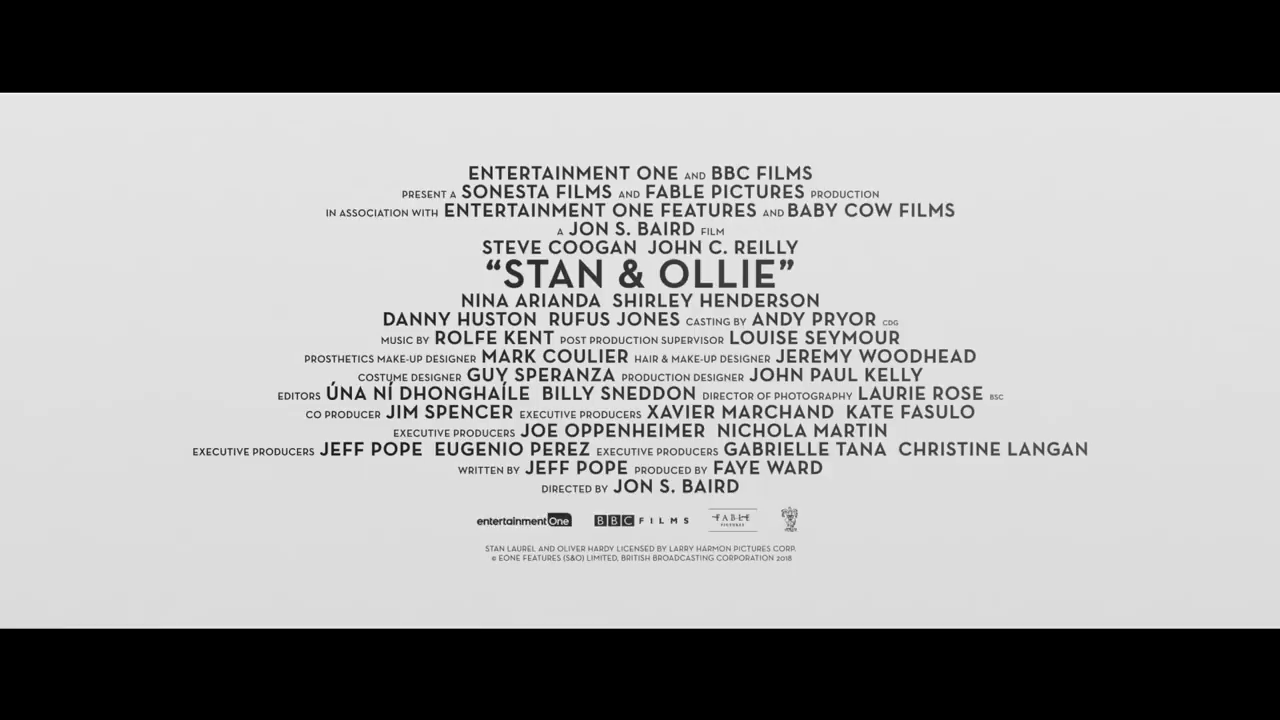 ENTERTAINMENT ONE AND BBC FILMS
PRESENT A SONESTA FILMS AND FABLE PICTURES PRODUCTION
IN ASSOCIATION WITH ENTERTAINMENT ONE FEATURES AND BABY COW FILMS
A JON S. BAIRD FILM
STEVE COOGAN JOHN C. REILLY
“STAN & OLLIE”
NINA ARIANDA SHIRLEY HENDERSON
DANNY HUSTON RUFUS JONES CASTING BY ANDY PRYOR CDG
MUSIC BY ROLFE KENT POST PRODUCTION SUPERVISOR LOUISE SEYMOUR
PROSTHETICS MAKE-UP DESIGNER MARK COULIER HAIR & MAKE-UP DESIGNER JEREMY WOODHEAD
COSTUME DESIGNER GUY SPERANZA PRODUCTION DESIGNER JOHN PAUL KELLY
EDITORS ÚNA NÍ DHONGHAÍLE BILLY SNEDDON DIRECTOR OF PHOTOGRAPHY LAURIE ROSE BSC
CO PRODUCER JIM SPENCER EXECUTIVE PRODUCERS XAVIER MARCHAND KATE FASULO
EXECUTIVE PRODUCERS JOE OPPENHEIMER NICHOLA MARTIN
EXECUTIVE PRODUCERS JEFF POPE EUGENIO PEREZ EXECUTIVE PRODUCERS GABRIELLE TANA CHRISTINE LANGAN
WRITTEN BY JEFF POPE PRODUCED BY FAYE WARD
DIRECTED BY JON S. BAIRD
entertainmentOne BBC FILMS FABLE PICTURES
STAN LAUREL AND OLIVER HARDY LICENSED BY LARRY HARMON PICTURES CORP.
© EONE FEATURES (S&O) LIMITED, BRITISH BROADCASTING CORPORATION 2018